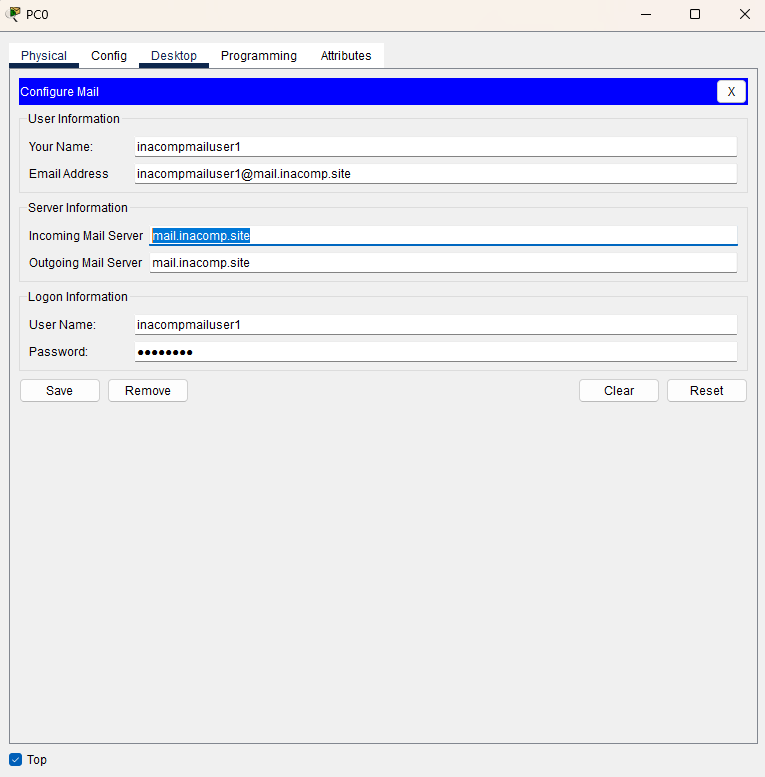 PC0
Physical Config Desktop Programming Attributes
Configure Mail X
User Information
Your Name: inacompmailuser1
Email Address inacompmailuser1@mail.inacomp.site
Server Information
Incoming Mail Server mail.inacomp.site
Outgoing Mail Server mail.inacomp.site
Logon Information
User Name: inacompmailuser1
Password: ●●●●●●●●
Save Remove Clear Reset
Top